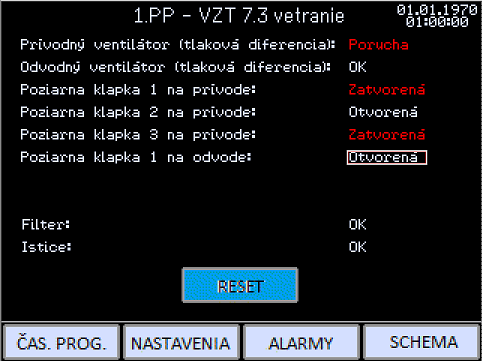 1.PP - VZT 7.3 vetranie 01.01.1970
01:00:00
Prívodný ventilátor (tlaková diferencia): Porucha
Odvodný ventilátor (tlaková diferencia): OK
Poziarna klapka 1 na prívode: Zatvorená
Poziarna klapka 2 na prívode: Otvorená
Poziarna klapka 3 na prívode: Zatvorená
Poziarna klapka 1 na odvode: Otvorená
Filter: OK
Istice: OK
RESET
ČAS. PROG. NASTAVENIA ALARMY SCHEMA